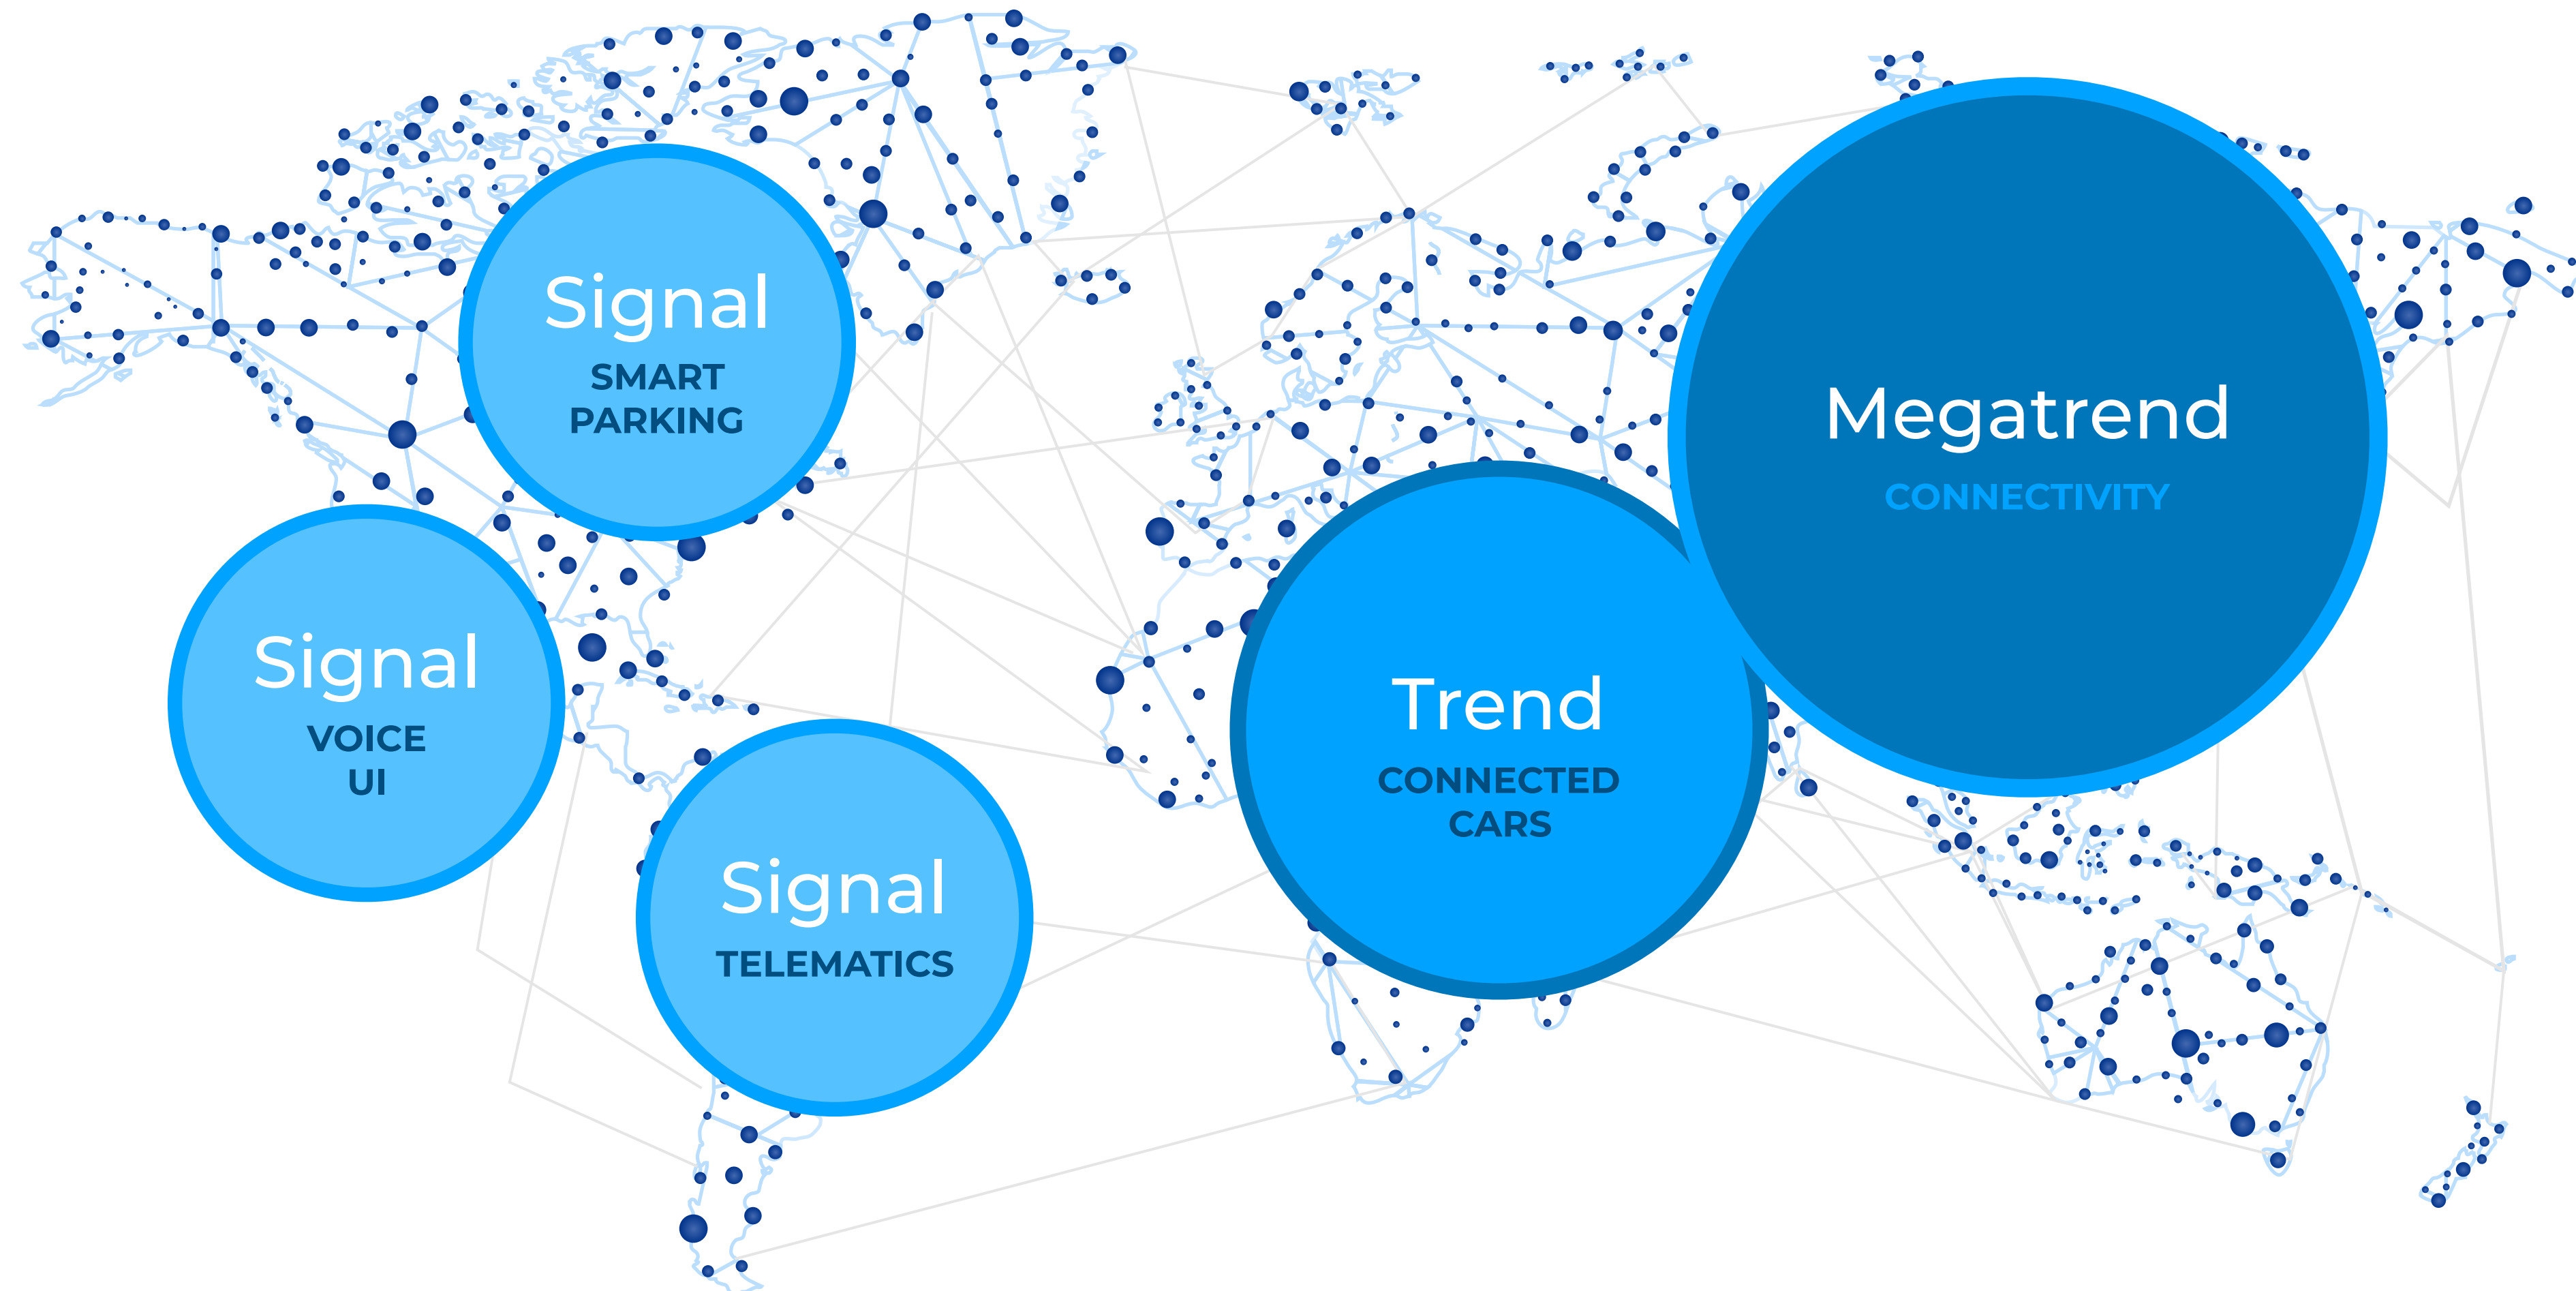 Signal
SMART
PARKING
Signal
VOICE
UI
Signal
TELEMATICS
Trend
CONNECTED
CARS
Megatrend
CONNECTIVITY